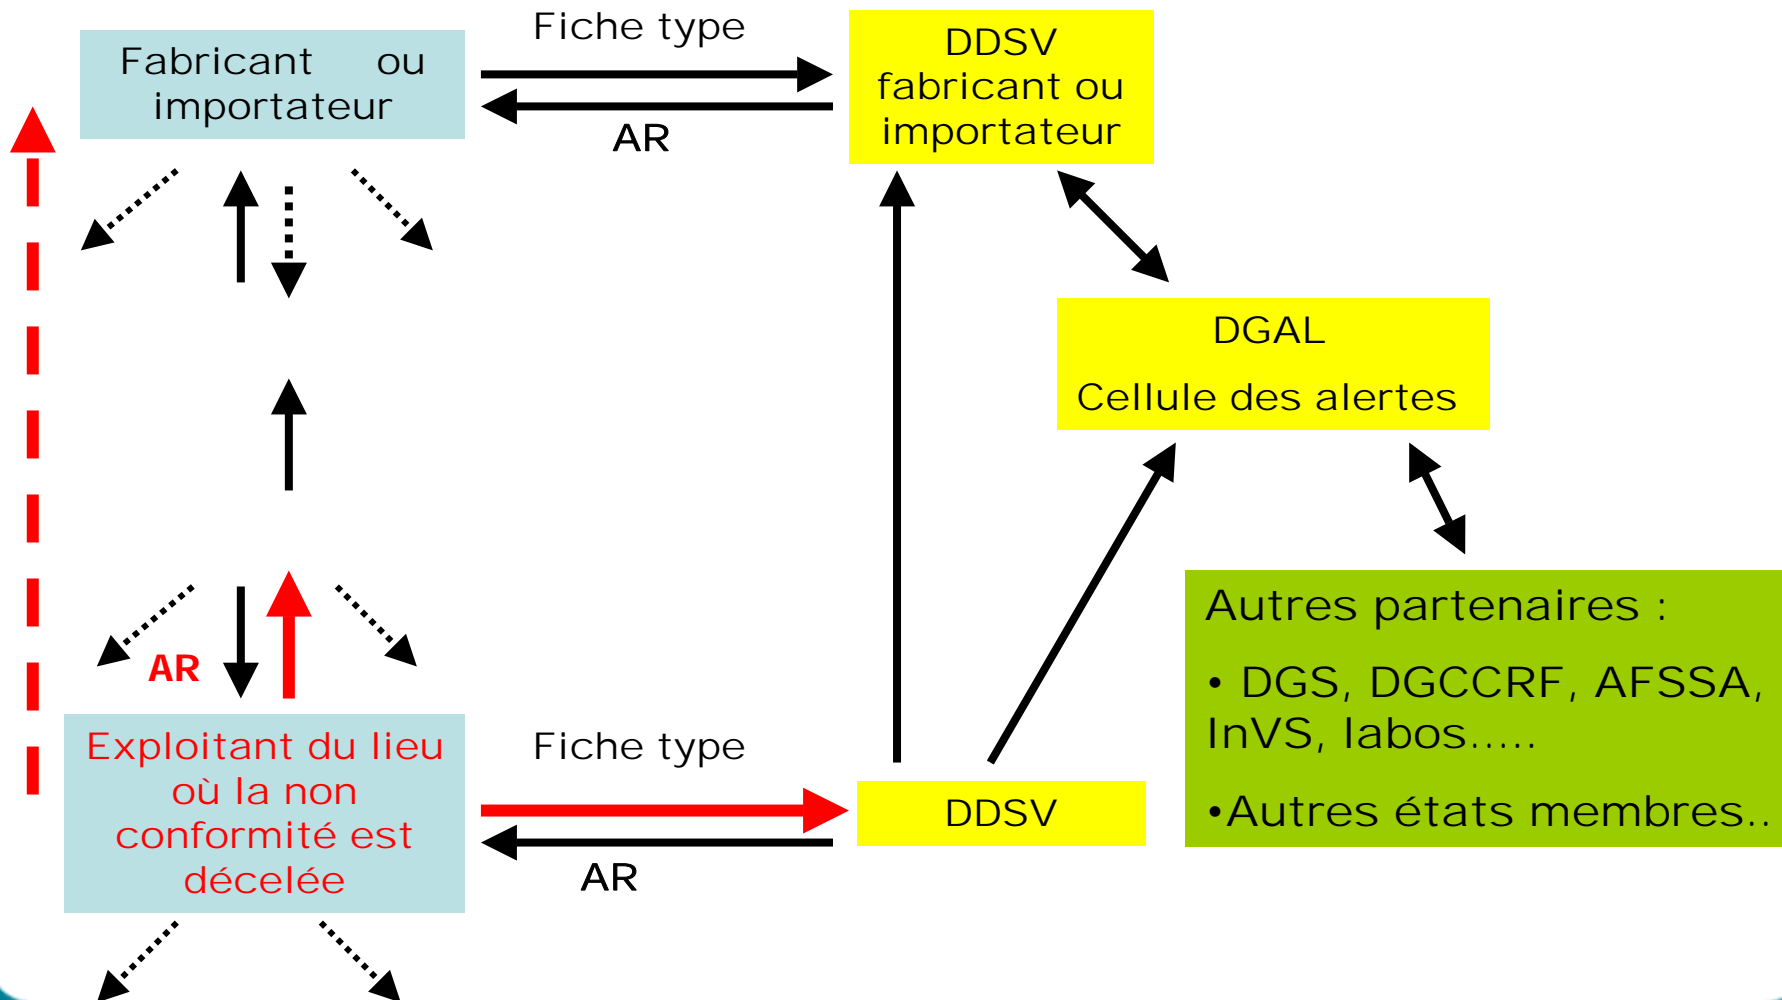 Fiche type
Fabricant ou
importateur
AR
DDSV
fabricant ou
importateur
DGAL
Cellule des alertes
Autres partenaires :
• DGS, DGCCRF, AFSSA,
InVS, labos.....
•Autres états membres..
AR
Exploitant du lieu
où la non
conformité est
décelée
Fiche type
AR
DDSV